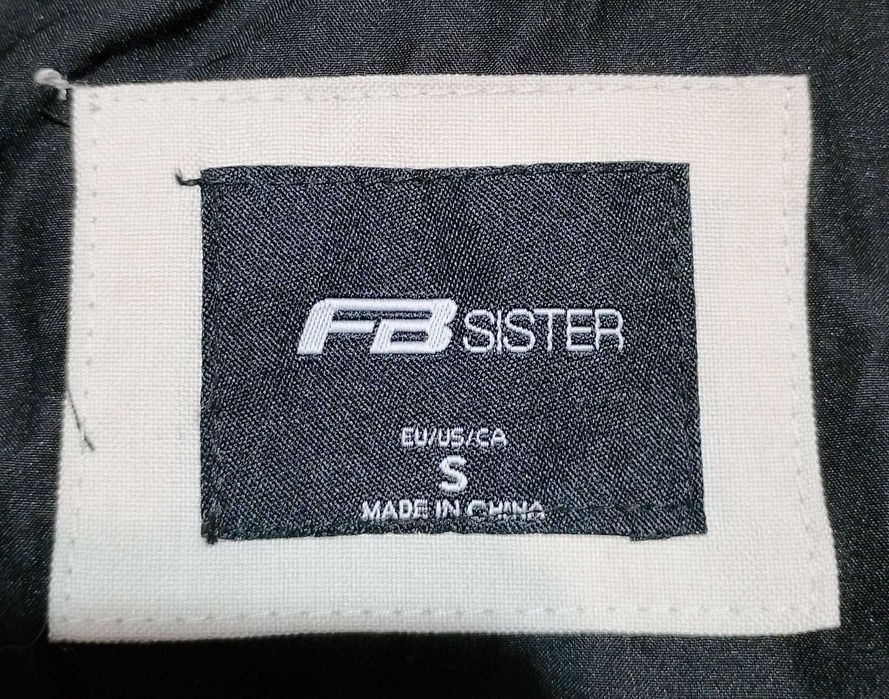 FB SISTER
EU/US/CA
S
MADE IN CHINA